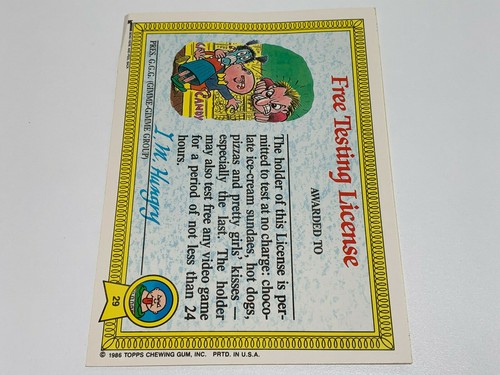 Free Testing License
AWARDED TO
The holder of this License is per-
mitted to test at no charge: choco-
late ice-cream sundaes, hot dogs,
pizzas and pretty girls' kisses —
especially the last. The holder
may also test free any video game
for a period of not less than 24
hours.
I. M. Hungry
PRES. G.G.G. (GIMME-GIMME GROUP)
CANDY
29
© 1986 TOPPS CHEWING GUM, INC. PRTD. IN U.S.A.